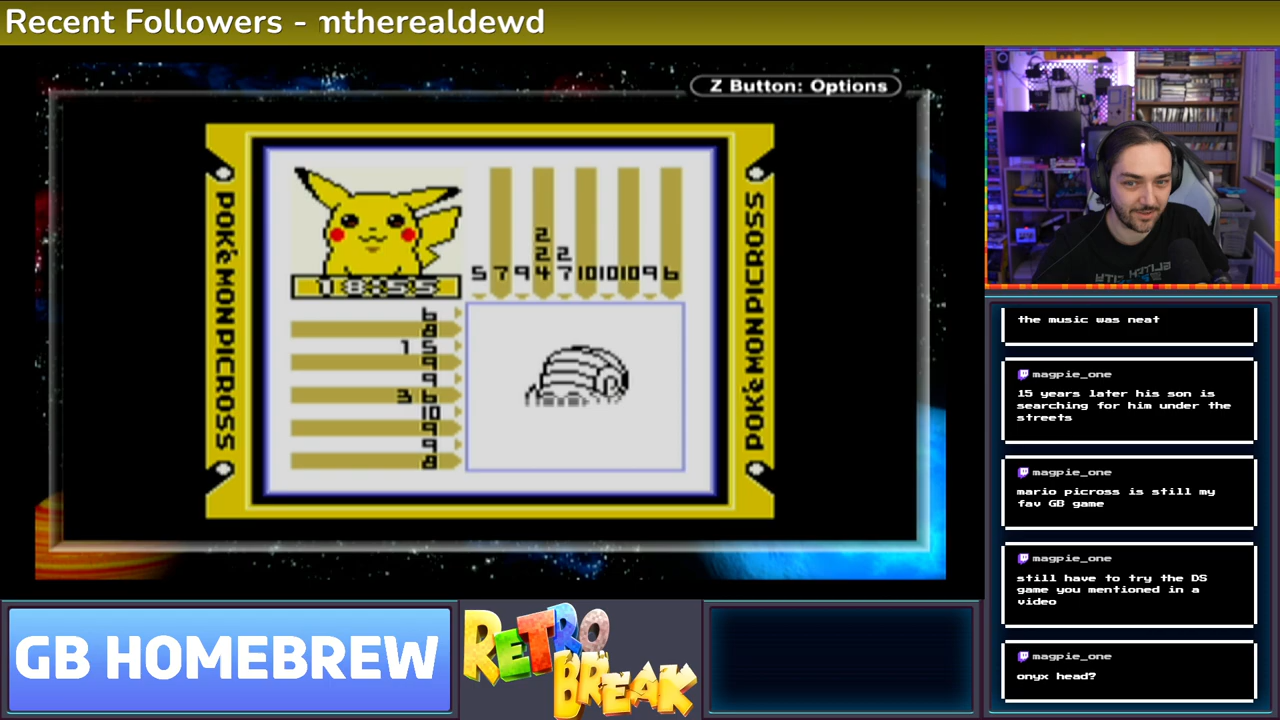 Recent Followers - mtherealdewd
Z Button: Options
POKéMON PICROSS
18:55
2
2 2
5 7 9 4 7 10 10 10 9 6
6
8
1 5
9
9
3 6
10
9
9
8
POKéMON PICROSS
the music was neat
magpie_one
15 years later his son is
searching for him under the
streets
magpie_one
mario picross is still my
fav GB game
magpie_one
still have to try the DS
game you mentioned in a
video
magpie_one
onyx head?
GB HOMEBREW
RETRO
BREAK